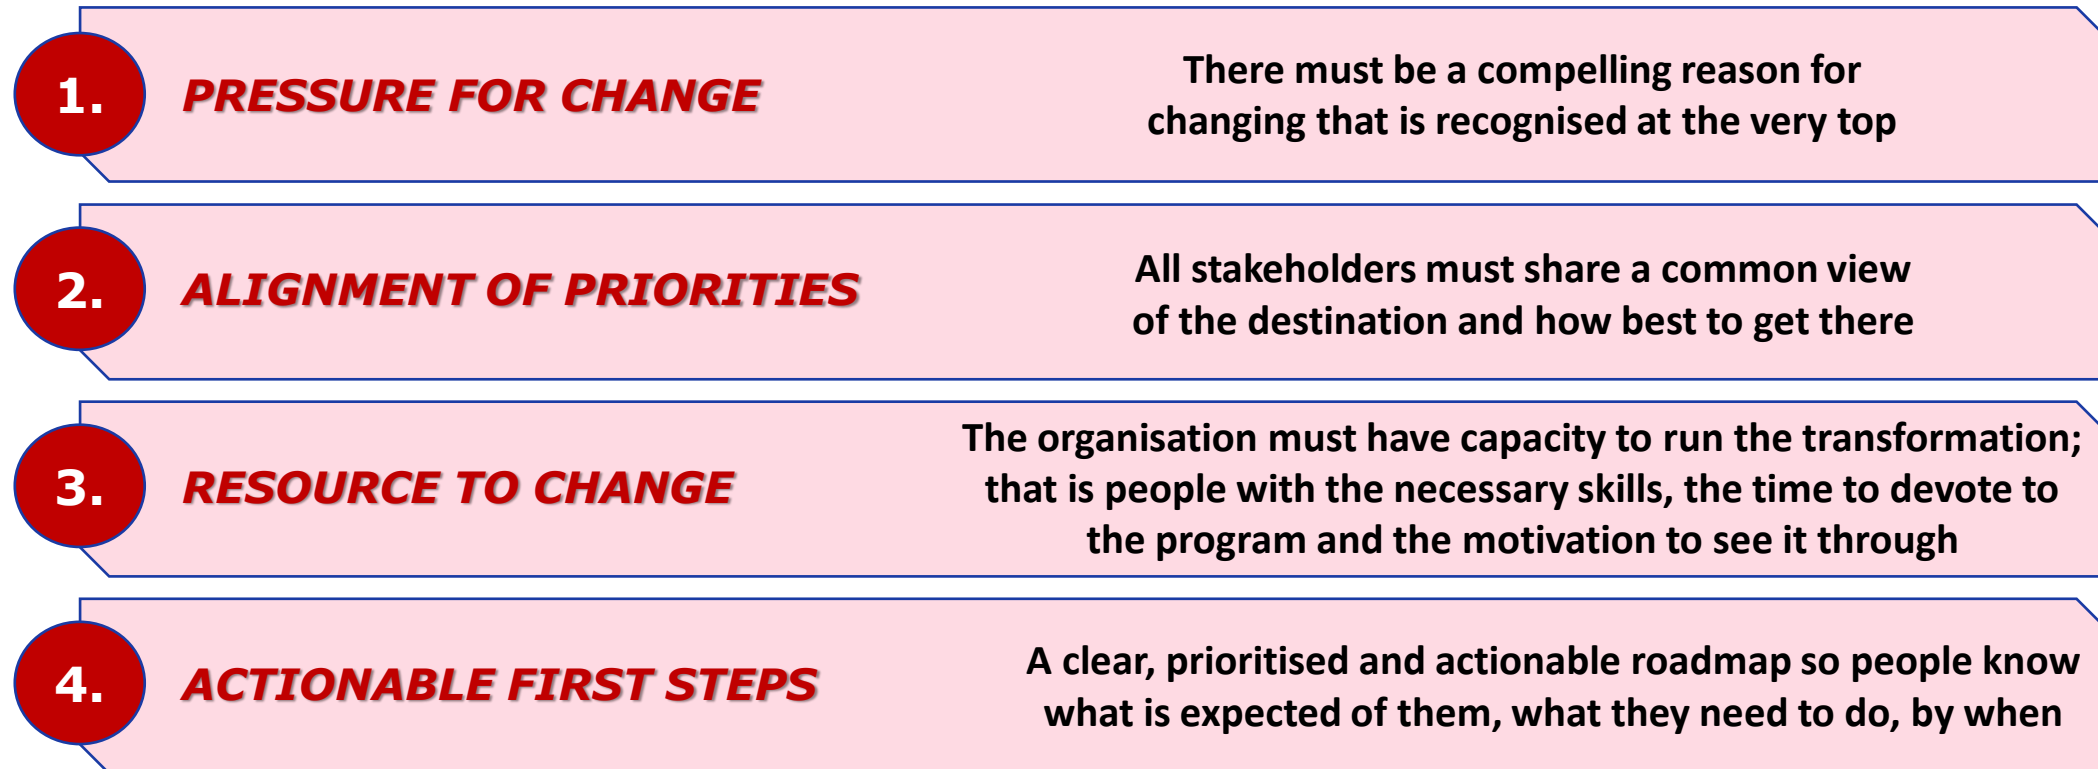 1.
PRESSURE FOR CHANGE
There must be a compelling reason for
changing that is recognised at the very top
2.
ALIGNMENT OF PRIORITIES
All stakeholders must share a common view
of the destination and how best to get there
3.
RESOURCE TO CHANGE
The organisation must have capacity to run the transformation;
that is people with the necessary skills, the time to devote to
the program and the motivation to see it through
4.
ACTIONABLE FIRST STEPS
A clear, prioritised and actionable roadmap so people know
what is expected of them, what they need to do, by when